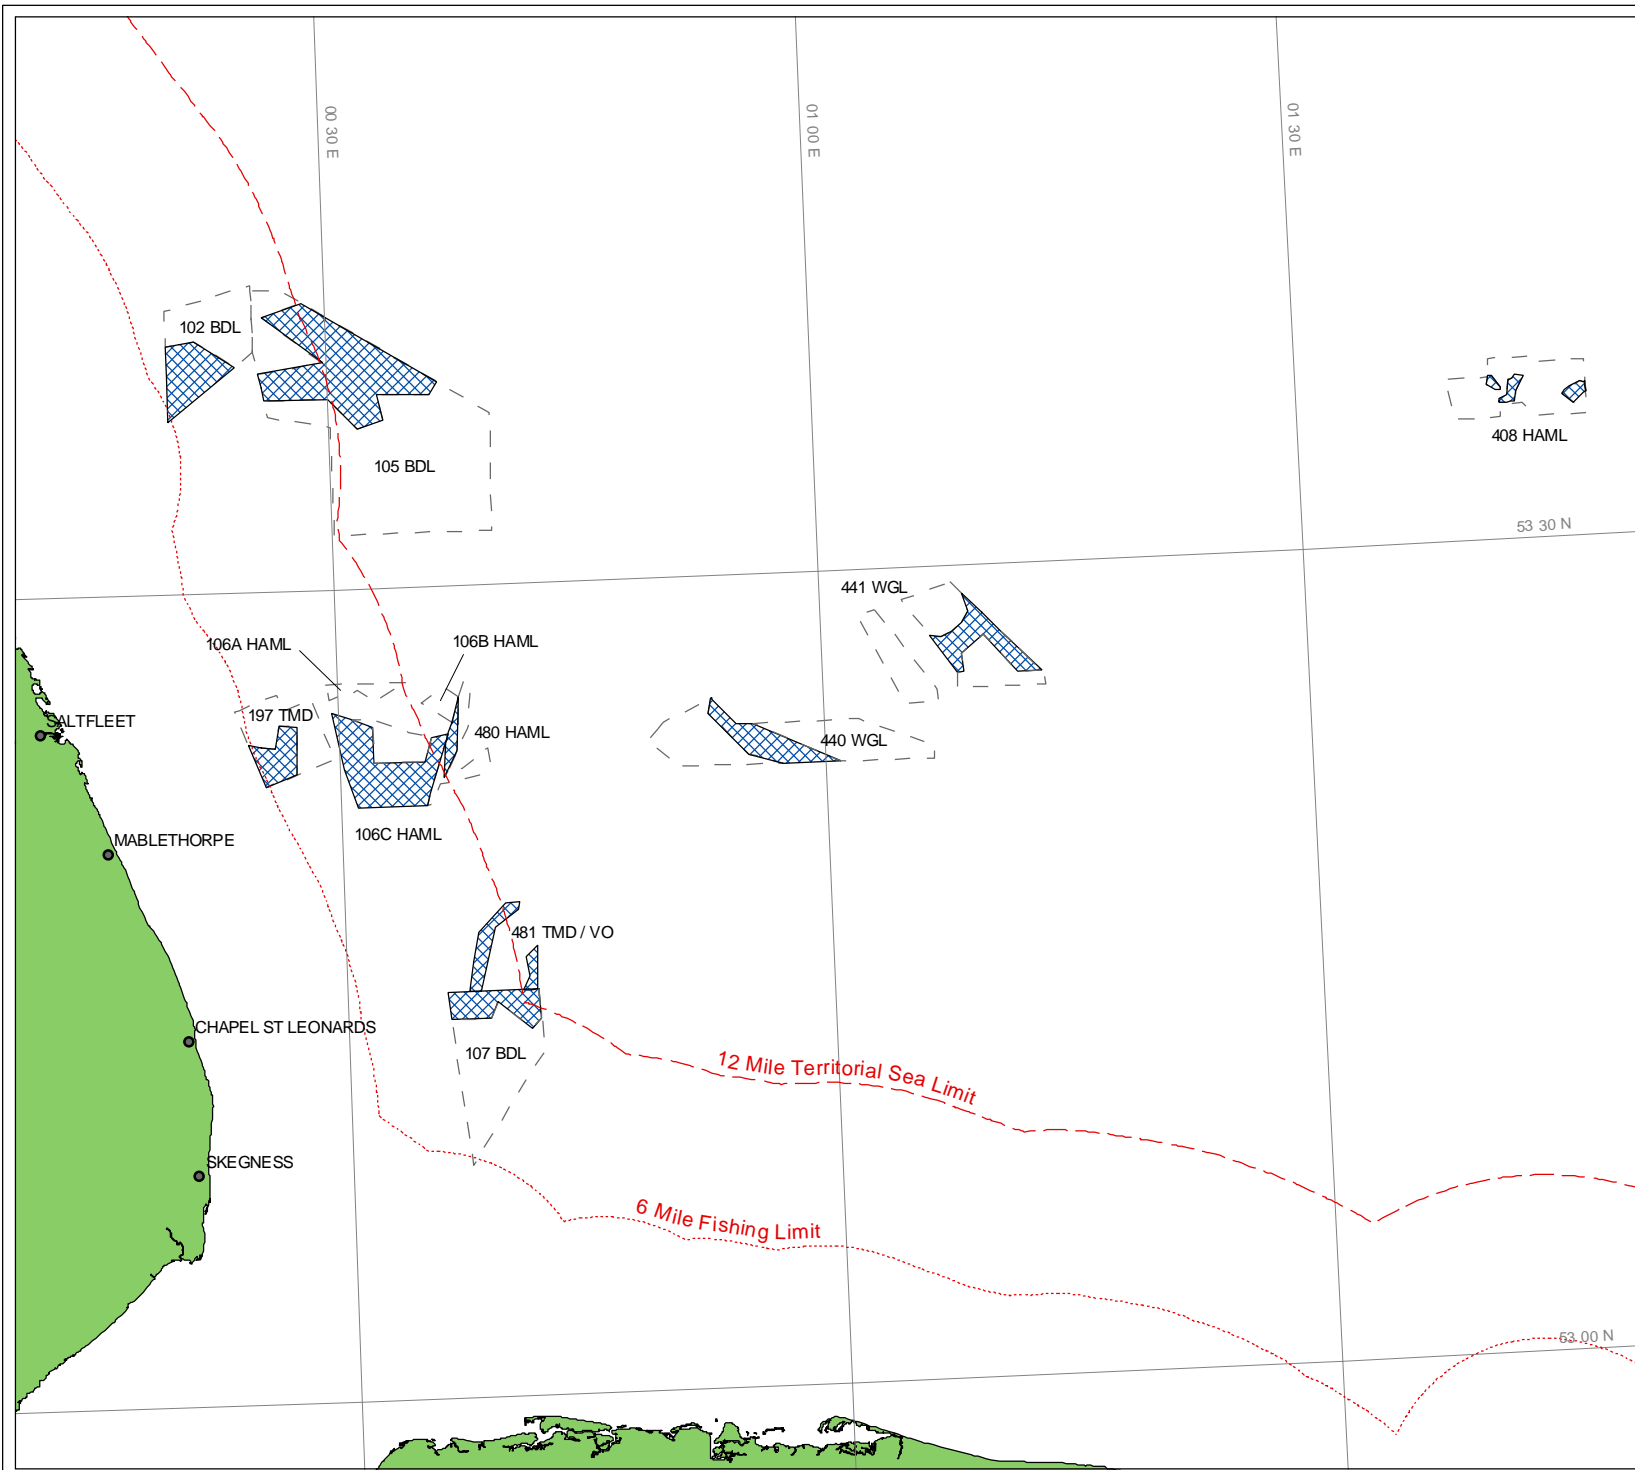 00 30 E
01 00 E
01 30 E
102 BDL
105 BDL
408 HAML
53 30 N
441 WGL
106A HAML
106B HAML
197 TMD
SALTFLEET
480 HAML
440 WGL
106C HAML
MABLETHORPE
481 TMD / VO
CHAPEL ST LEONARDS
107 BDL
12 Mile Territorial Sea Limit
SKEGNESS
6 Mile Fishing Limit
53 00 N